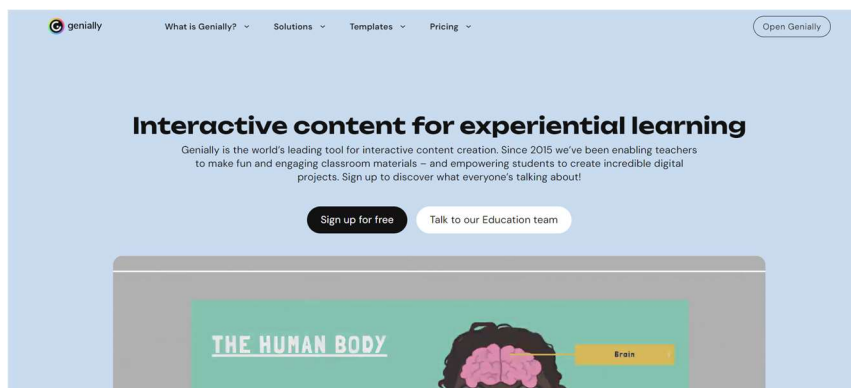 genially
What is Genially?
Solutions
Templates
Pricing
Open Genially
Interactive content for experiential learning
Genially is the world's leading tool for interactive content creation. Since 2015 we've been enabling teachers
to make fun and engaging classroom materials – and empowering students to create incredible digital
projects. Sign up to discover what everyone's talking about!
Sign up for free
Talk to our Education team
THE HUMAN BODY
Brain